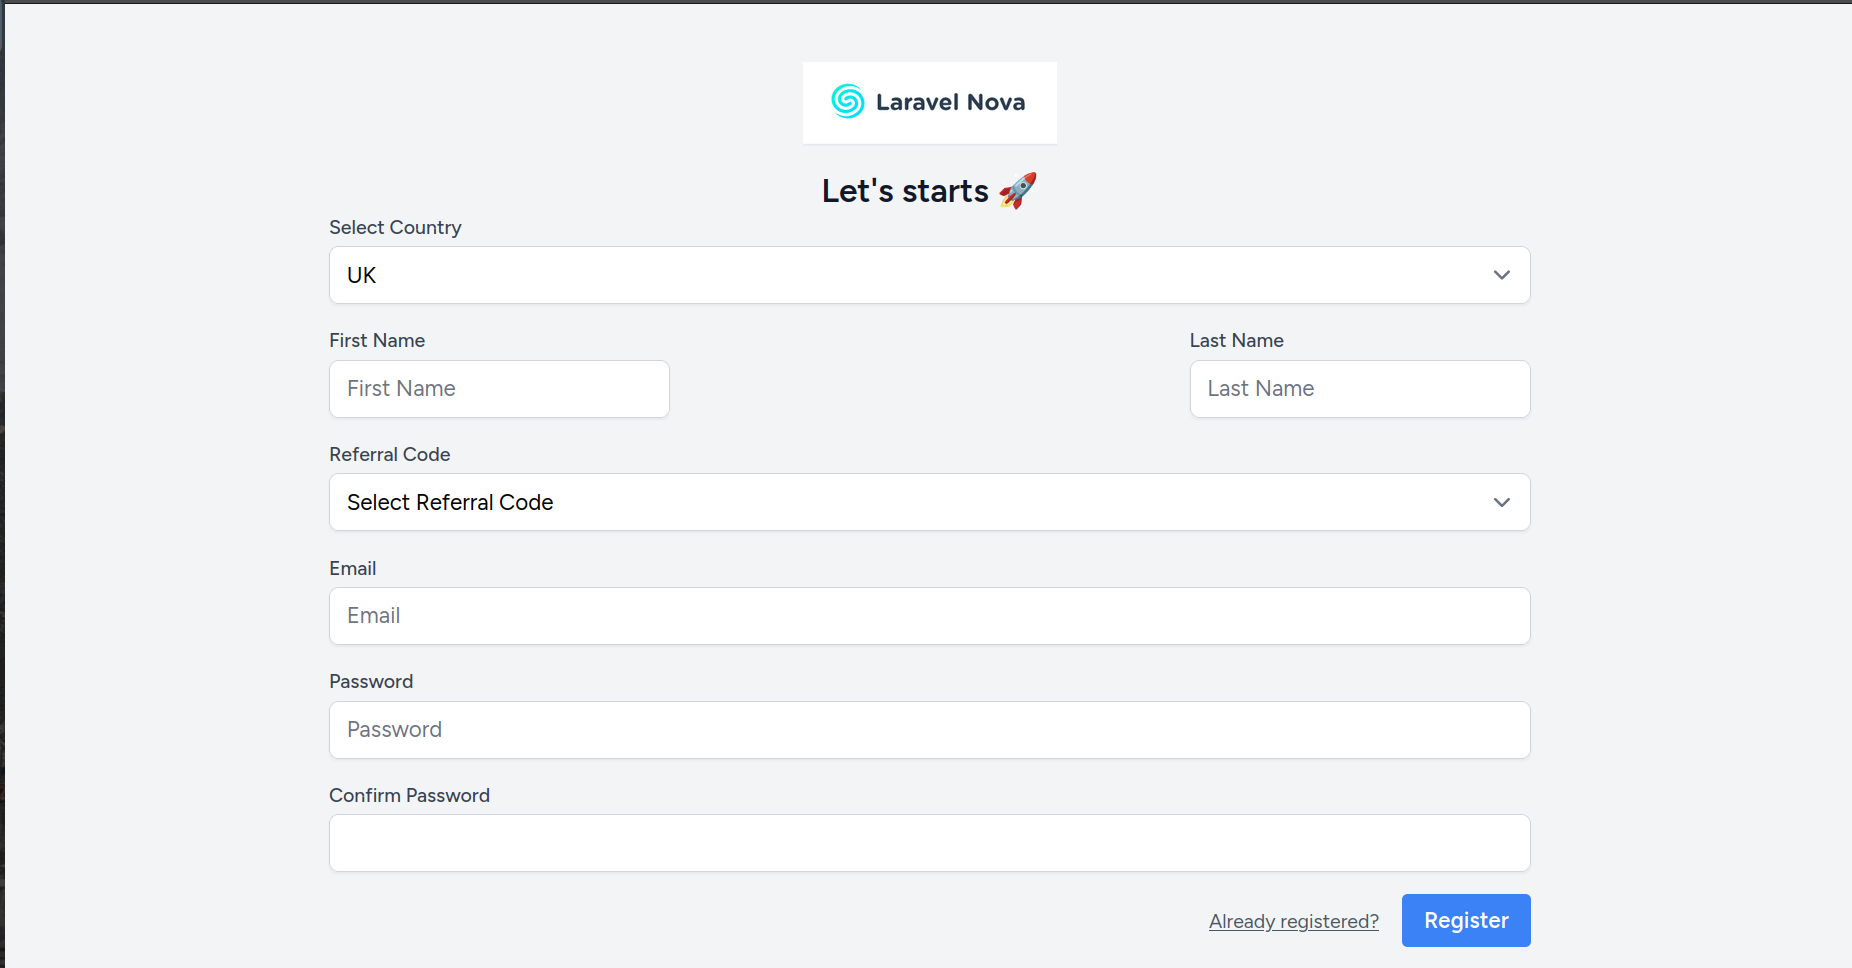 Laravel Nova
Let's starts 🚀
Select Country
UK
First Name
Last Name
First Name
Last Name
Referral Code
Select Referral Code
Email
Email
Password
Password
Confirm Password
Already registered?
Register